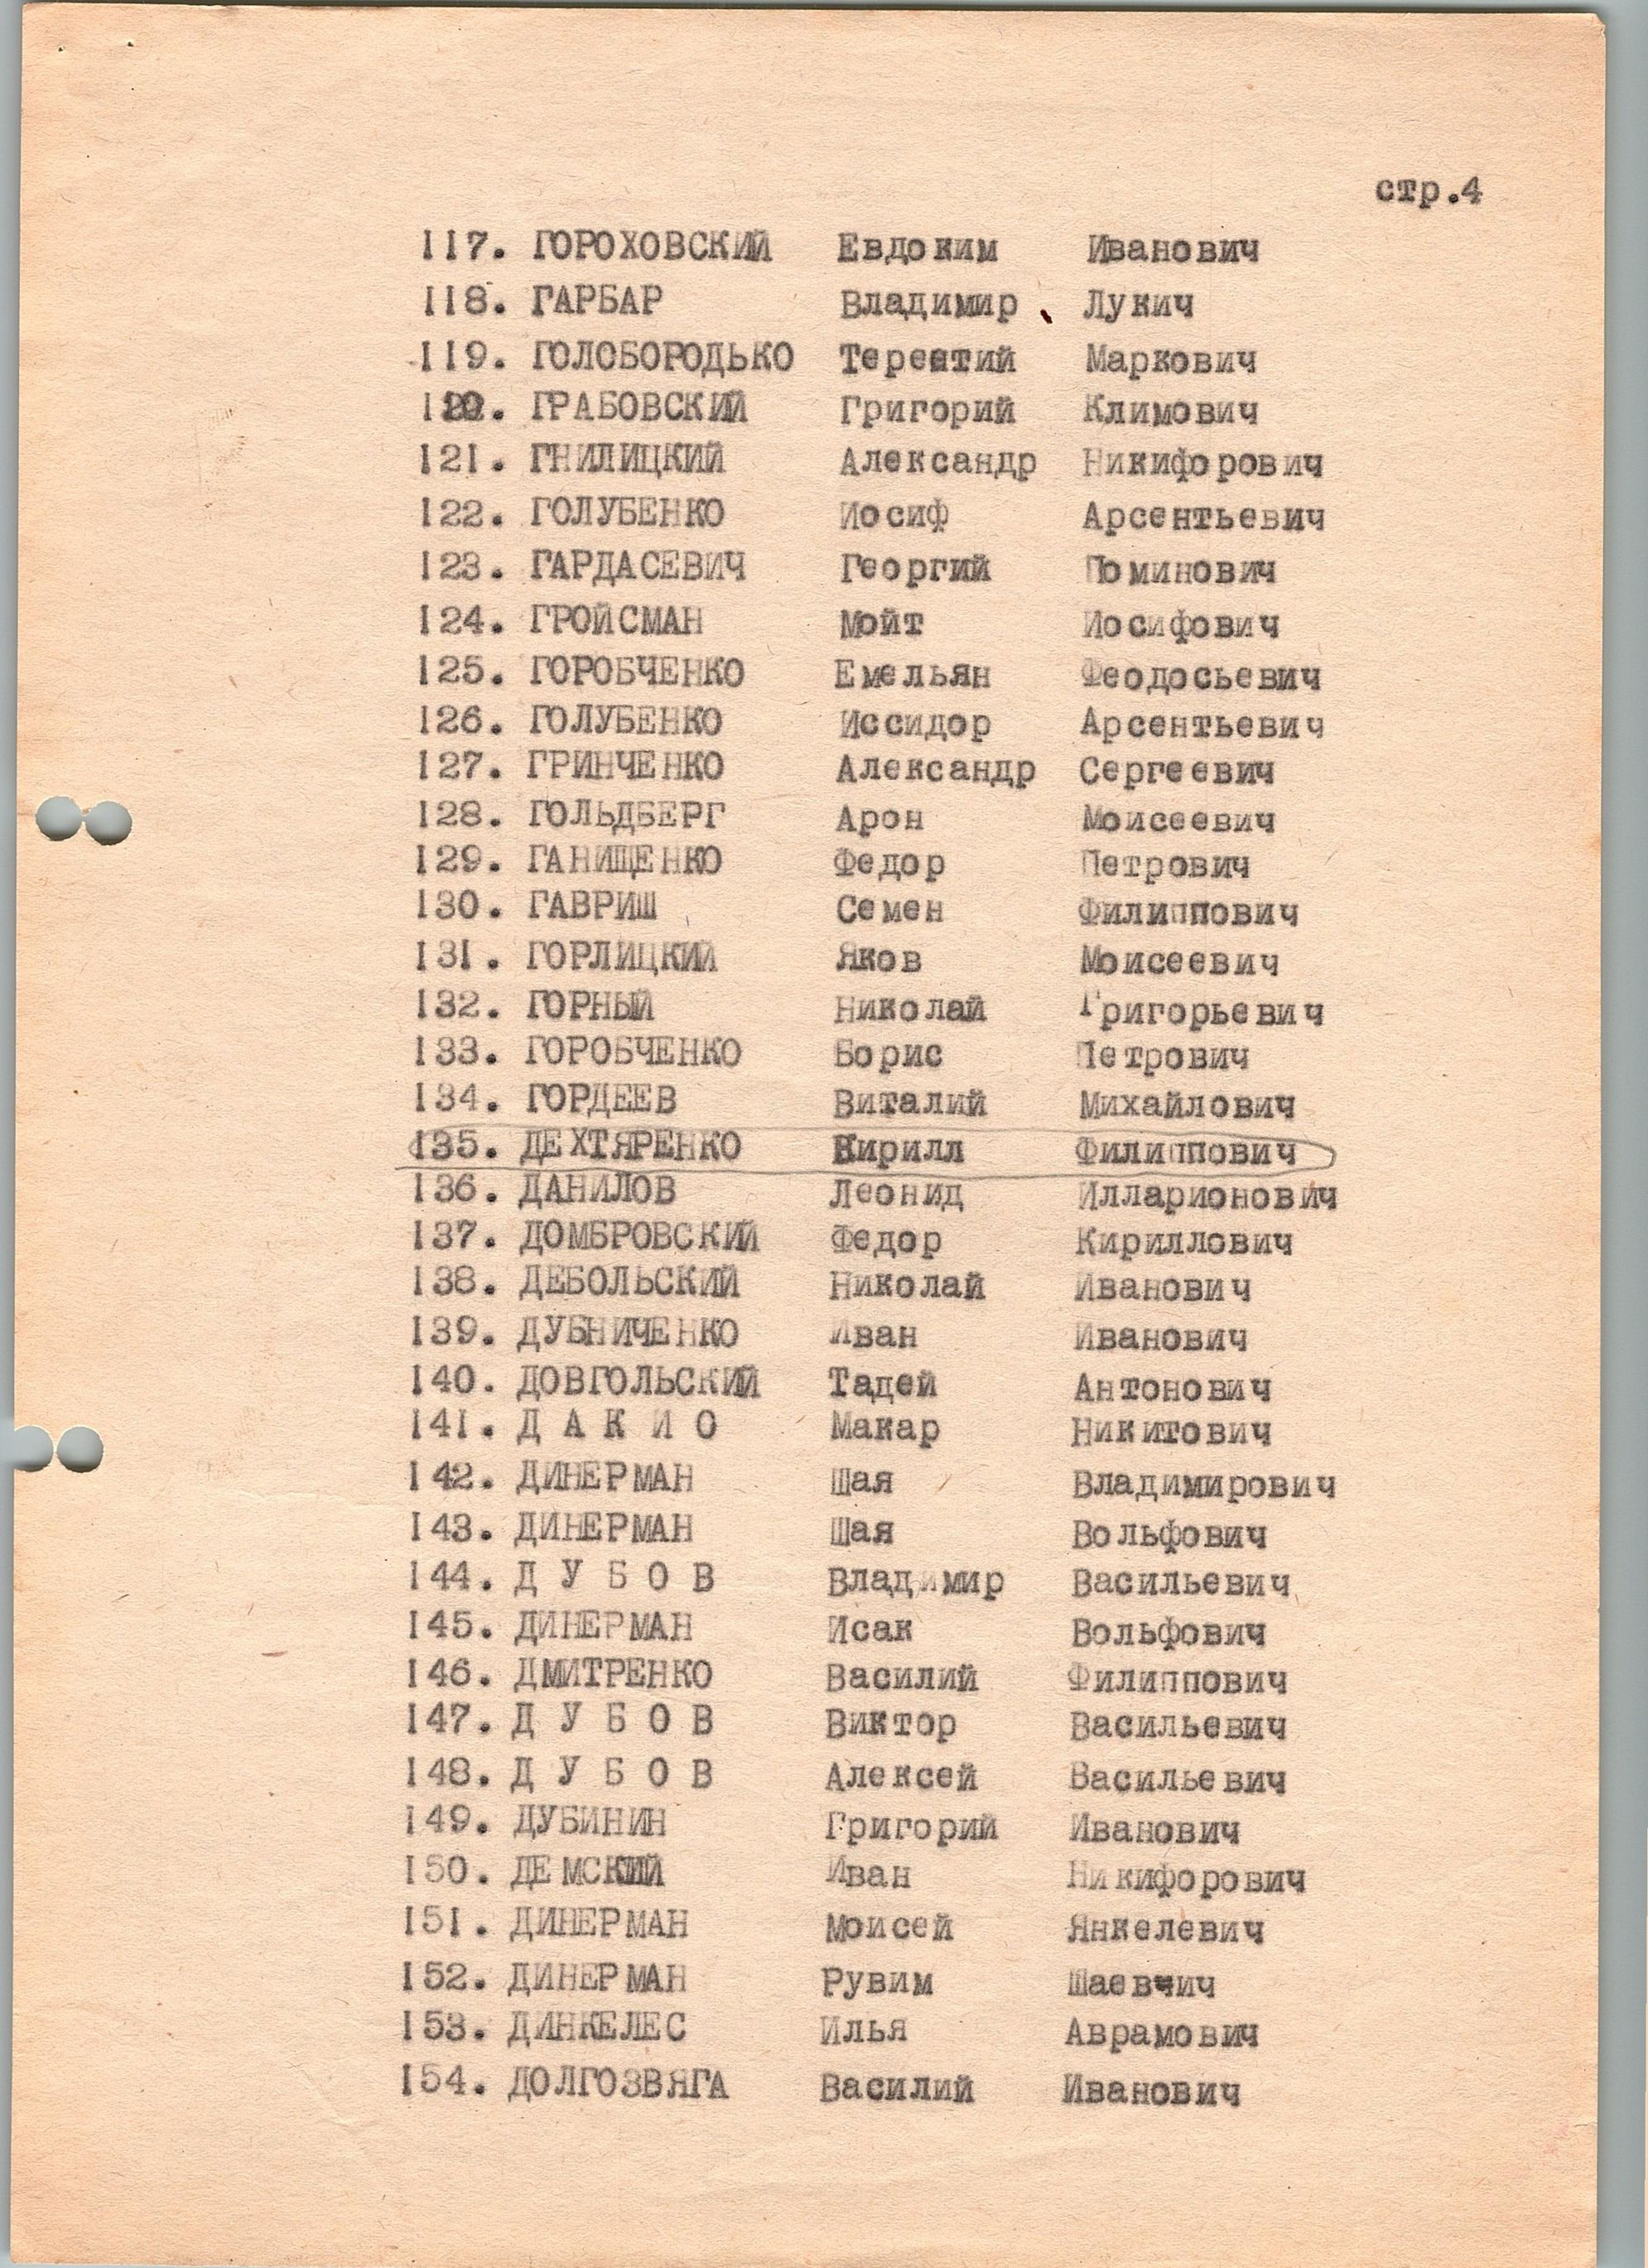 стр.4
117. ГОРОХОВСКИЙ Евдоким Иванович
118. ГАРБАР Владимир Лукич
119. ГОЛОБОРОДЬКО Терентий Маркович
120. ГРАБОВСКИЙ Григорий Климович
121. ГНИЛИЦКИЙ Александр Никифорович
122. ГОЛУБЕНКО Иосиф Арсентьевич
123. ГАРДАСЕВИЧ Георгий Поминович
124. ГРОЙСМАН Мойт Иосифович
125. ГОРОБЧЕНКО Емельян Феодосьевич
126. ГОЛУБЕНКО Иссидор Арсентьевич
127. ГРИНЧЕНКО Александр Сергеевич
128. ГОЛЬДБЕРГ Арон Моисеевич
129. ГАНИЩЕНКО Федор Петрович
130. ГАВРИШ Семен Филиппович
131. ГОРЛИЦКИЙ Яков Моисеевич
132. ГОРНЫЙ Николай Григорьевич
133. ГОРОБЧЕНКО Борис Петрович
134. ГОРДЕЕВ Виталий Михайлович
135. ДЕХТЯРЕНКО Кирилл Филиппович
136. ДАНИЛОВ Леонид Илларионович
137. ДОМБРОВСКИЙ Федор Кириллович
138. ДЕБОЛЬСКИЙ Николай Иванович
139. ДУБНИЧЕНКО Иван Иванович
140. ДОВГОЛЬСКИЙ Тадей Антонович
141. Д А К И О Макар Никитович
142. ДИНЕРМАН Шая Владимирович
143. ДИНЕРМАН Шая Вольфович
144. Д У Б О В Владимир Васильевич
145. ДИНЕРМАН Исак Вольфович
146. ДМИТРЕНКО Василий Филиппович
147. Д У Б О В Виктор Васильевич
148. Д У Б О В Алексей Васильевич
149. ДУБИНИН Григорий Иванович
150. ДЕМСКИЙ Иван Никифорович
151. ДИНЕРМАН Моисей Янкелевич
152. ДИНЕРМАН Рувим Шаевчич
153. ДИНКЕЛЕС Илья Аврамович
154. ДОЛГОЗВЯГА Василий Иванович